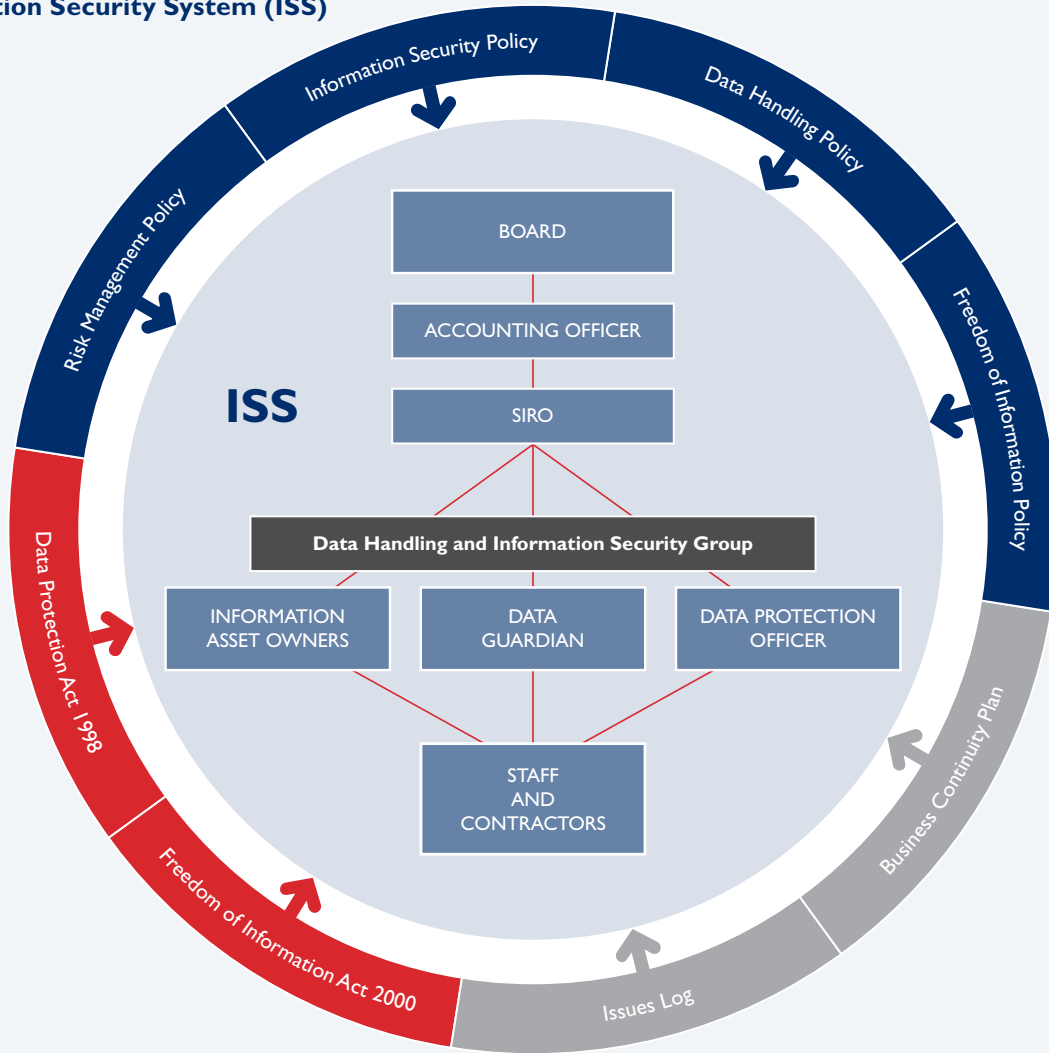 Security System (ISS)
Information Security Policy
Data Handling Policy
Freedom of Information Policy
Business Continuity Plan
Issues Log
Freedom of Information Act 2000
Data Protection Act 1998
Risk Management Policy
ISS
BOARD
ACCOUNTING OFFICER
SIRO
Data Handling and Information Security Group
INFORMATION
ASSET OWNERS
DATA
GUARDIAN
DATA PROTECTION
OFFICER
STAFF
AND
CONTRACTORS